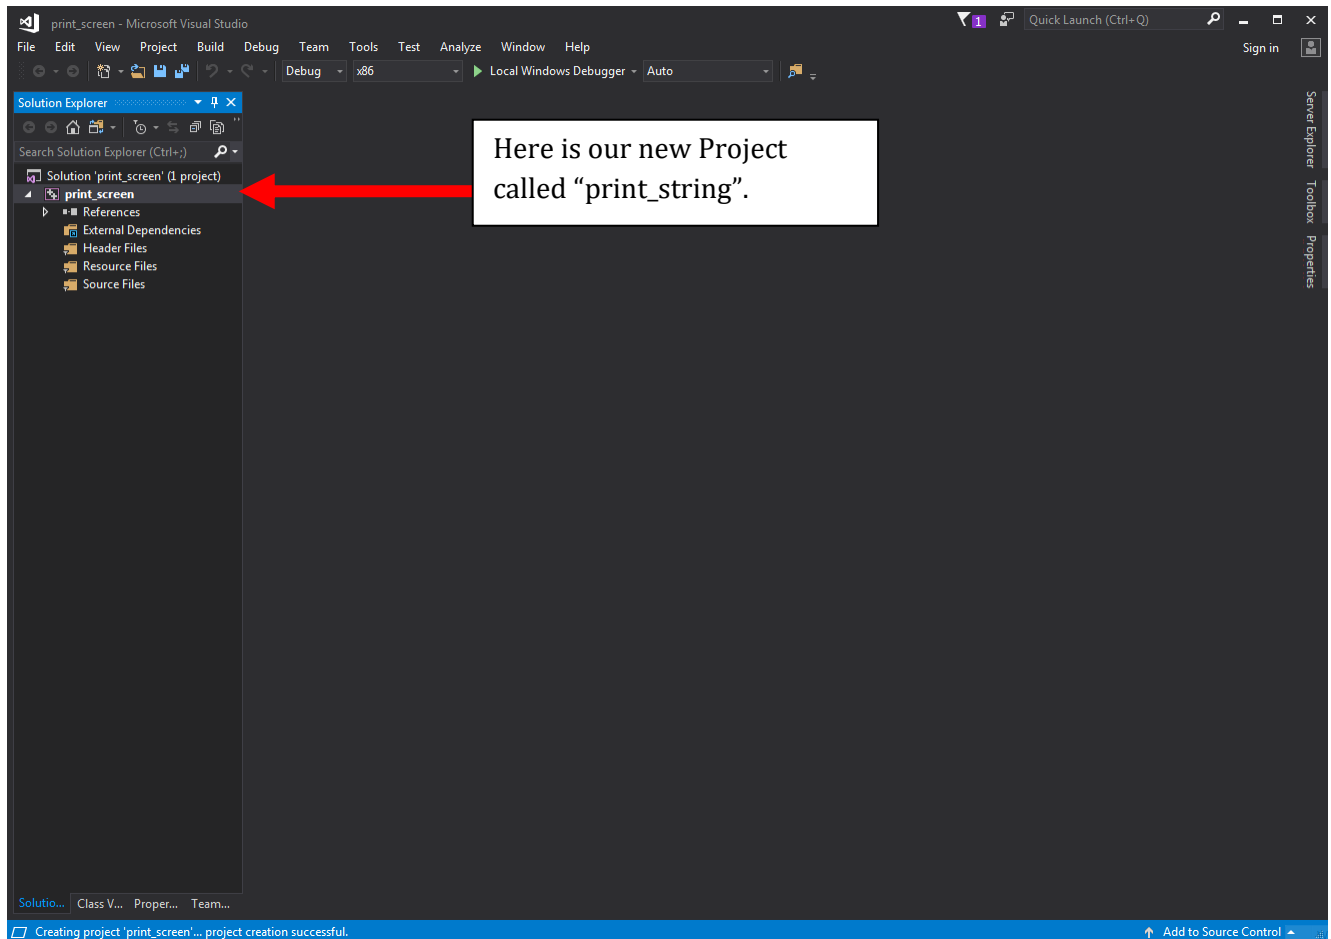 print_screen - Microsoft Visual Studio
1
Quick Launch (Ctrl+Q)
File Edit View Project Build Debug Team Tools Test Analyze Window Help
Sign in
Debug x86 Local Windows Debugger Auto
Solution Explorer
Search Solution Explorer (Ctrl+;)
Solution 'print_screen' (1 project)
print_screen
References
External Dependencies
Header Files
Resource Files
Source Files
Here is our new Project
called “print_string”.
Server Explorer
Toolbox
Properties
Solutio... Class V... Proper... Team...
Creating project 'print_screen'... project creation successful.
Add to Source Control